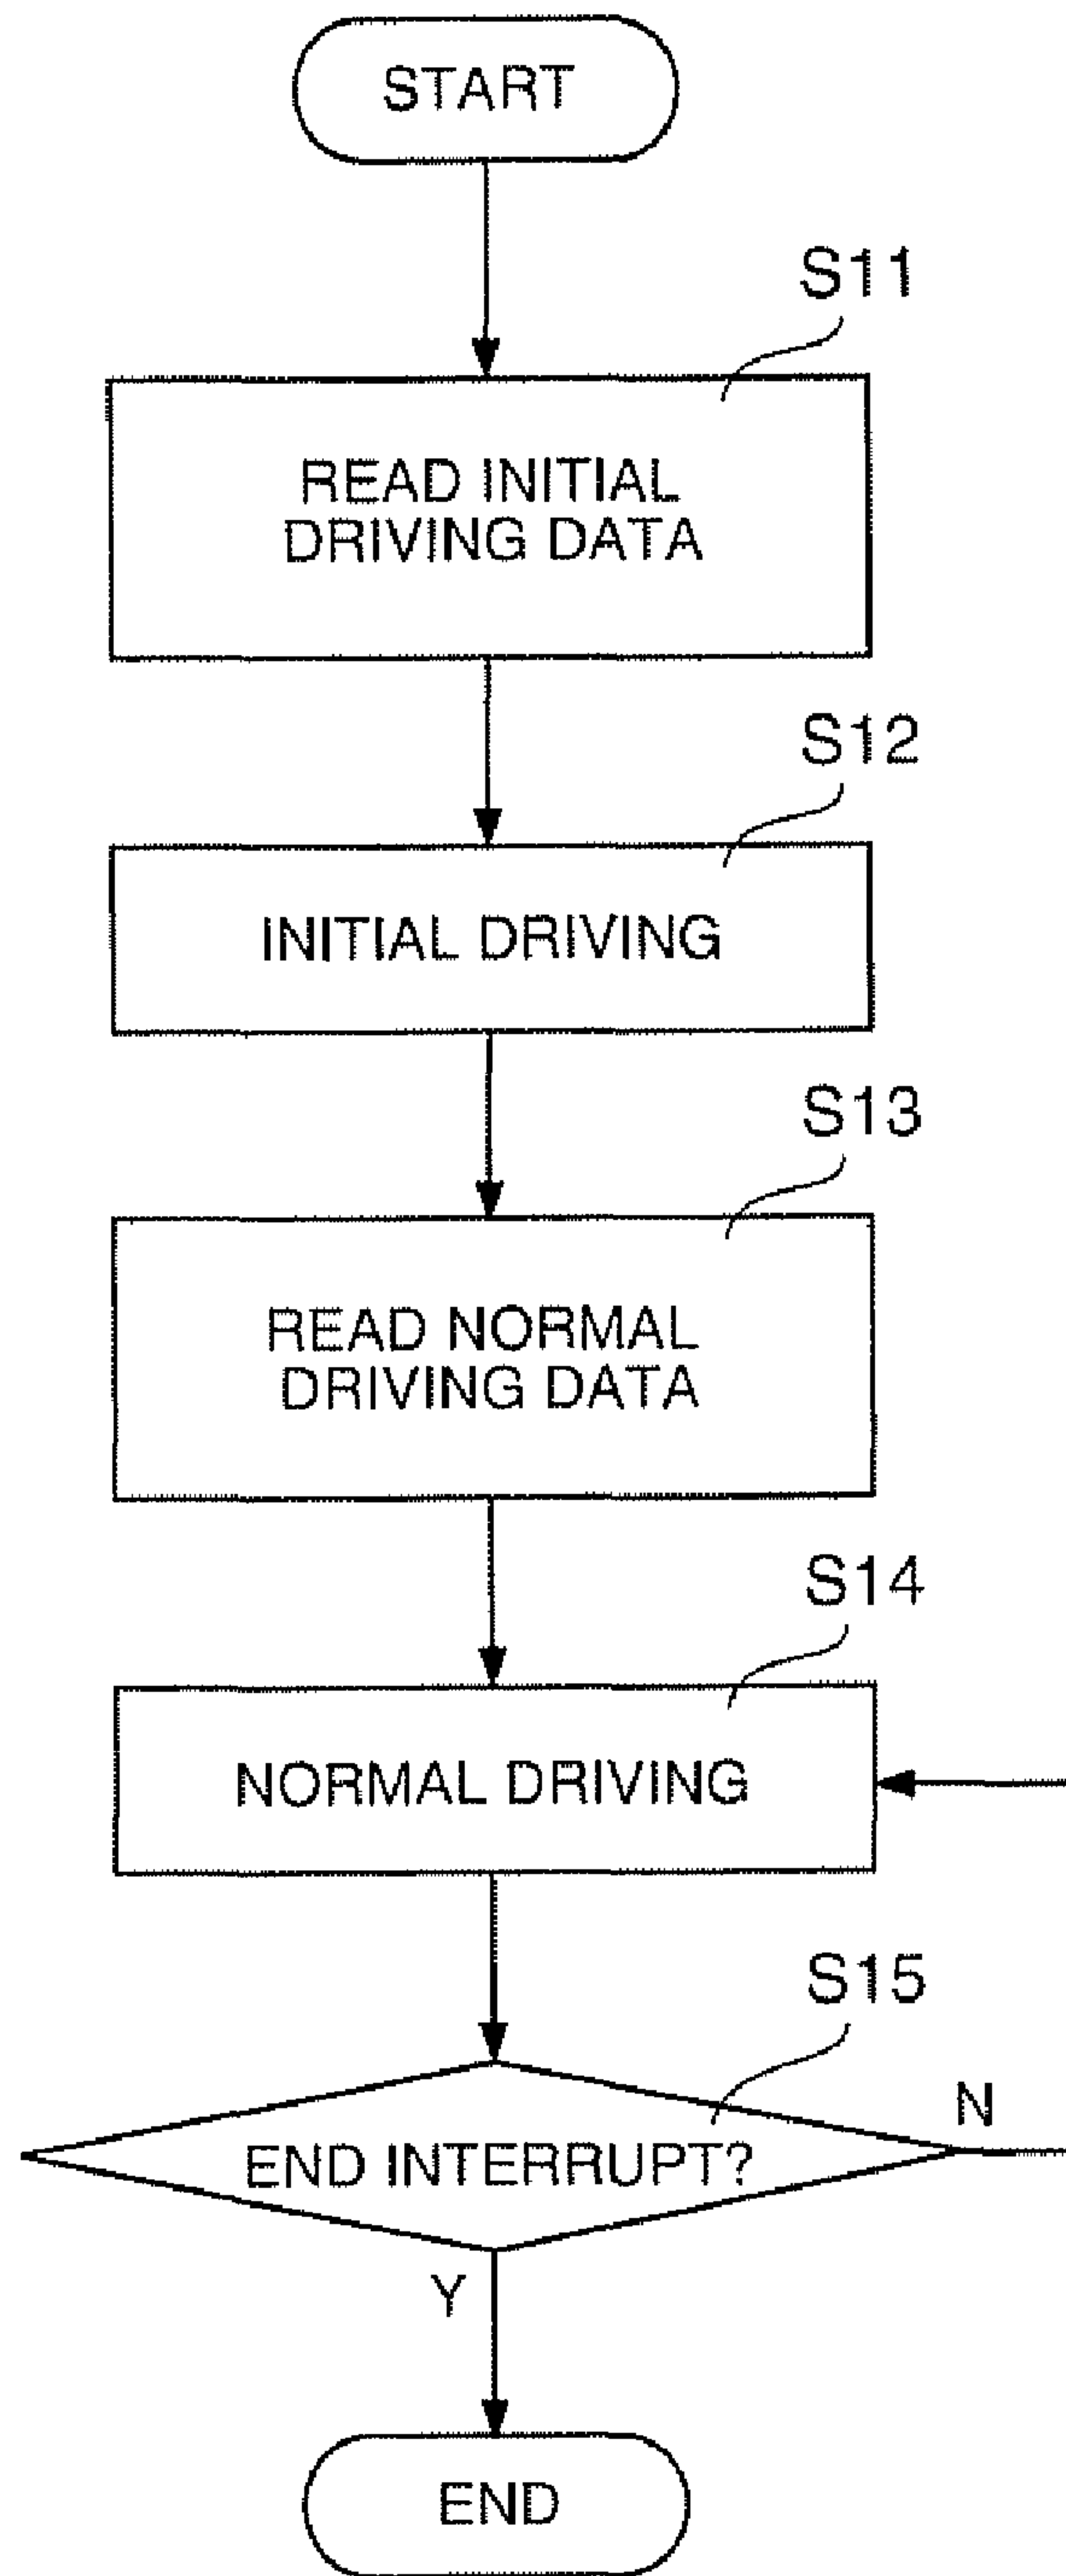 START
S11
READ INITIAL
DRIVING DATA
S12
INITIAL DRIVING
S13
READ NORMAL
DRIVING DATA
S14
NORMAL DRIVING
S15
END INTERRUPT?
N
Y
END